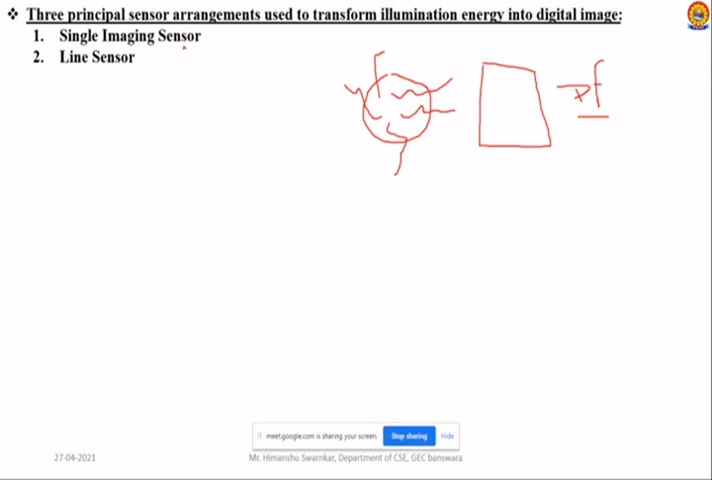 ❖ Three principal sensor arrangements used to transform illumination energy into digital image:
1. Single Imaging Sensor
2. Line Sensor
f
meet.google.com is sharing your screen. Stop sharing Hide
27-04-2021 Mr. Himanshu Swarnkar, Department of CSE, GEC banswara